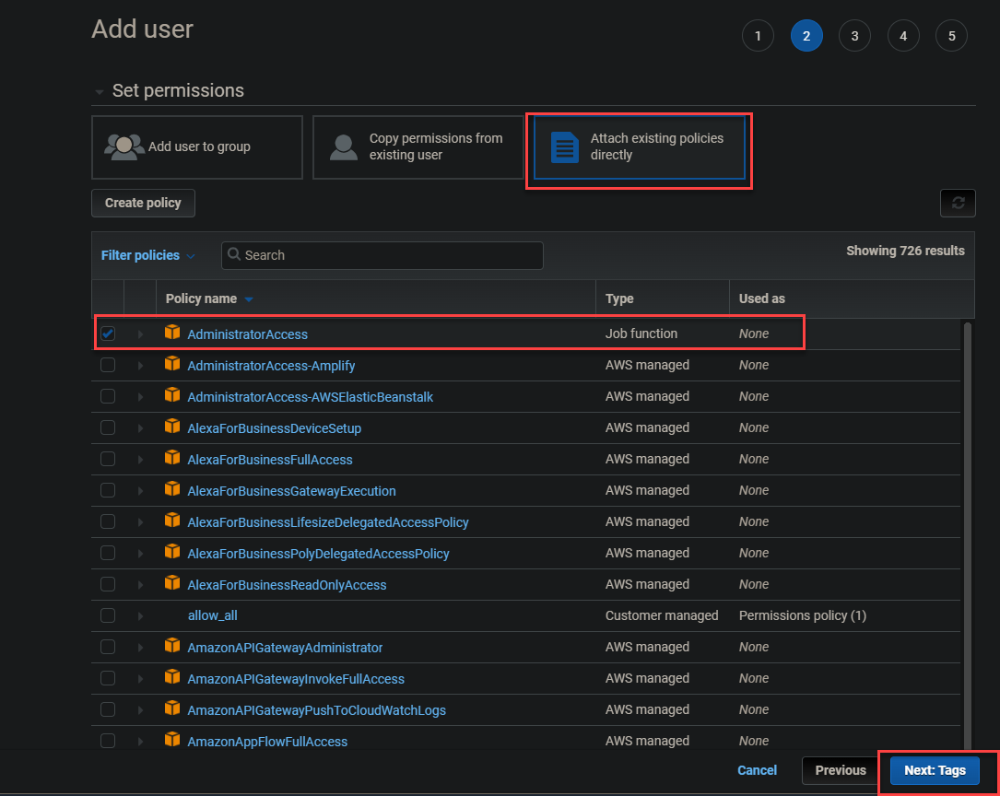 Add user
1 2 3 4 5
Set permissions
Add user to group
Copy permissions from
existing user
Attach existing policies
directly
Create policy
Filter policies
Search
Showing 726 results
Policy name Type Used as
AdministratorAccess Job function None
AdministratorAccess-Amplify AWS managed None
AdministratorAccess-AWSElasticBeanstalk AWS managed None
AlexaForBusinessDeviceSetup AWS managed None
AlexaForBusinessFullAccess AWS managed None
AlexaForBusinessGatewayExecution AWS managed None
AlexaForBusinessLifesizeDelegatedAccessPolicy AWS managed None
AlexaForBusinessPolyDelegatedAccessPolicy AWS managed None
AlexaForBusinessReadOnlyAccess AWS managed None
allow_all Customer managed Permissions policy (1)
AmazonAPIGatewayAdministrator AWS managed None
AmazonAPIGatewayInvokeFullAccess AWS managed None
AmazonAPIGatewayPushToCloudWatchLogs AWS managed None
AmazonAppFlowFullAccess AWS managed None
Cancel Previous Next: Tags